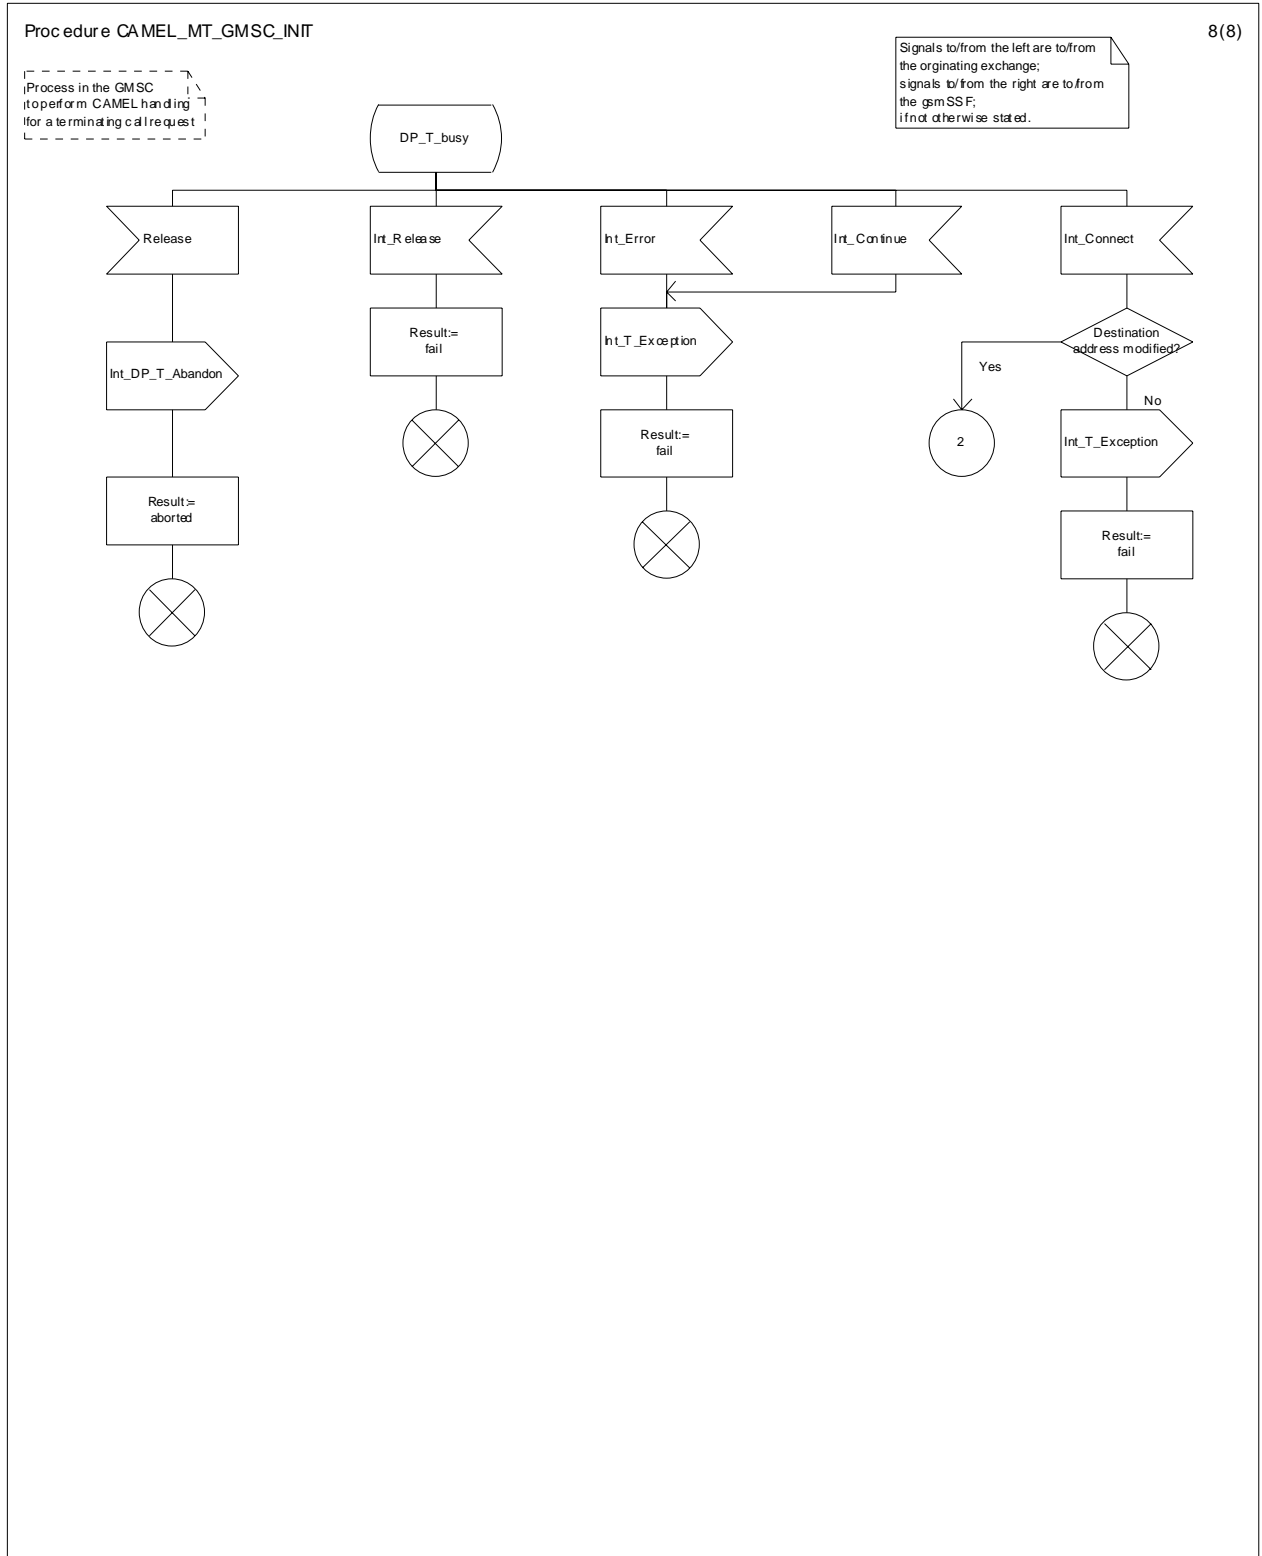 Procedure CAMEL_MT_GMSC_INIT
8(8)
Process in the GMSC
to perform CAMEL handling
for a terminating call request
Signals to/from the left are to/from
the orginating exchange;
signals to/from the right are to/from
the gsmSSF;
if not otherwise stated.
DP_T_busy
Release
Int_Release
Int_Error
Int_Continue
Int_Connect
Int_DP_T_Abandon
Result:=
fail
Int_T_Exception
Destination
address modified?
Yes
No
Result:=
aborted
Result:=
fail
2
Int_T_Exception
Result:=
fail